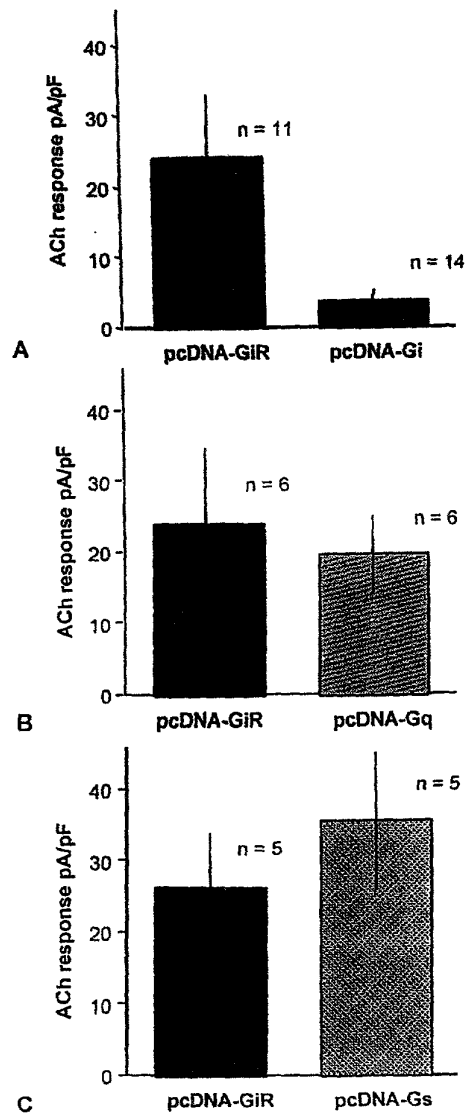 ACh response pA/pF
40
30
20
10
0
n = 11
n = 14
A
pcDNA-GiR
pcDNA-Gi
ACh response pA/pF
40
30
20
10
0
n = 6
n = 6
B
pcDNA-GiR
pcDNA-Gq
ACh response pA/pF
40
30
20
10
0
n = 5
n = 5
C
pcDNA-GiR
pcDNA-Gs